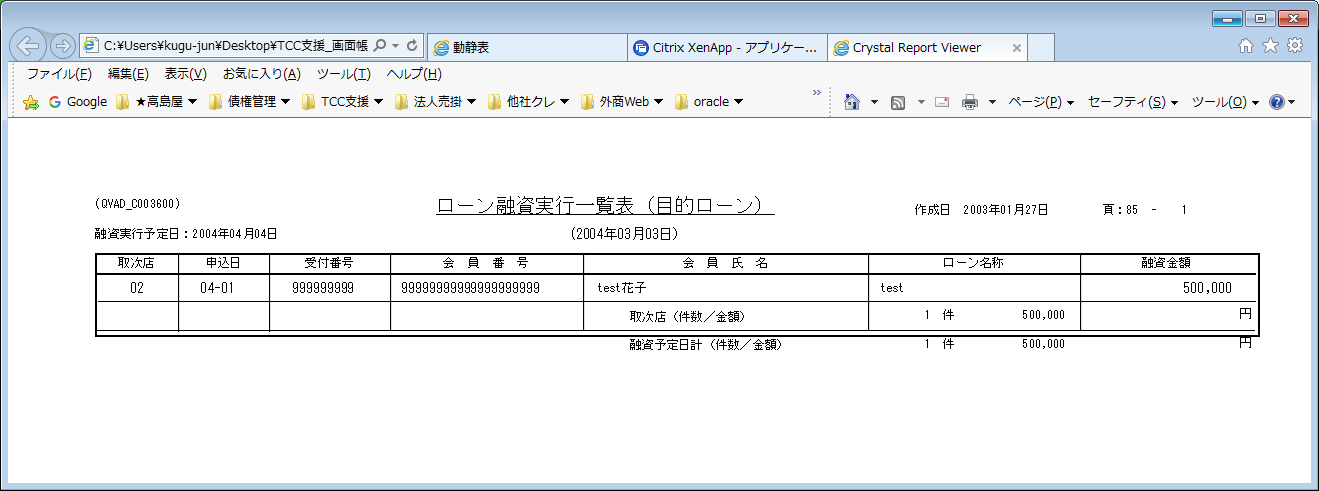 C:¥Users¥kugu-jun¥Desktop¥TCC支援_画面帳
動静表
Citrix XenApp - アプリケー...
Crystal Report Viewer
ファイル(F) 編集(E) 表示(V) お気に入り(A) ツール(T) ヘルプ(H)
Google ★高島屋 債権管理 TCC支援 法人売掛 他社クレ 外商Web oracle » ページ(P) セーフティ(S) ツール(O)
(QVAD_C003600) ローン融資実行一覧表（目的ローン） 作成日 2003年01月27日 頁：85 - 1
融資実行予定日：2004年04月04日 (2004年03月03日)
取次店 申込日 受付番号 会 員 番 号 会 員 氏 名 ローン名称 融資金額
02 04-01 999999999 99999999999999999999 test花子 test 500,000
取次店（件数／金額） 1 件 500,000 円
融資予定日計（件数／金額） 1 件 500,000 円